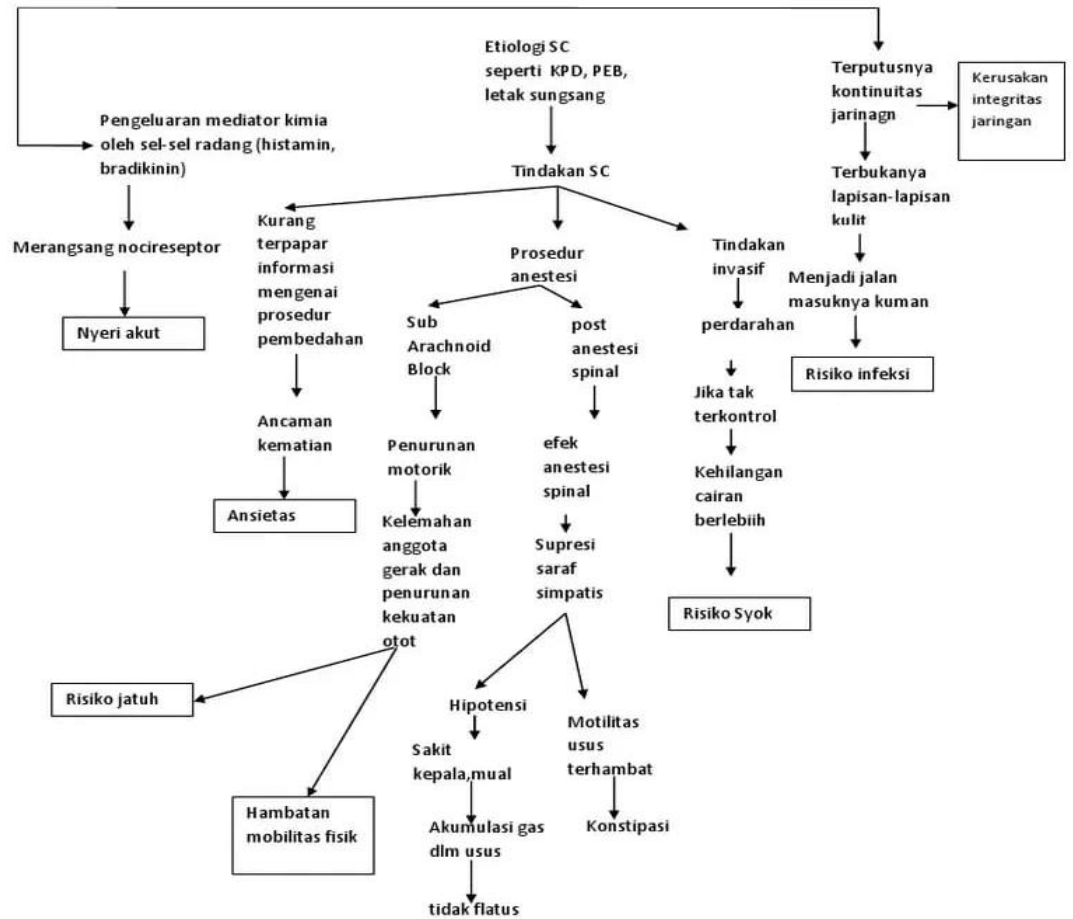 Etiologi SC
seperti KPD, PEB,
letak sungsang
Terputusnya
kontinuitas
jarinagn
Kerusakan
integritas
jaringan
Pengeluaran mediator kimia
oleh sel-sel radang (histamin,
bradikinin)
Tindakan SC
Terbukanya
lapisan-lapisan
kulit
Merangsang nocireseptor
Kurang
terpapar
informasi
mengenai
prosedur
pembedahan
Prosedur
anestesi
Tindakan
invasif
Menjadi jalan
masuknya kuman
Nyeri akut
Sub
Arachnoid
Block
post
anestesi
spinal
perdarahan
Risiko infeksi
Jika tak
terkontrol
Ancaman
kematian
Penurunan
motorik
efek
anestesi
spinal
Kehilangan
cairan
berlebiih
Ansietas
Kelemahan
anggota
gerak dan
penurunan
kekuatan
otot
Supresi
saraf
simpatis
Risiko Syok
Risiko jatuh
Hipotensi
Motilitas
usus
terhambat
Sakit
kepala,mual
Hambatan
mobilitas fisik
Akumulasi gas
dlm usus
Konstipasi
tidak flatus